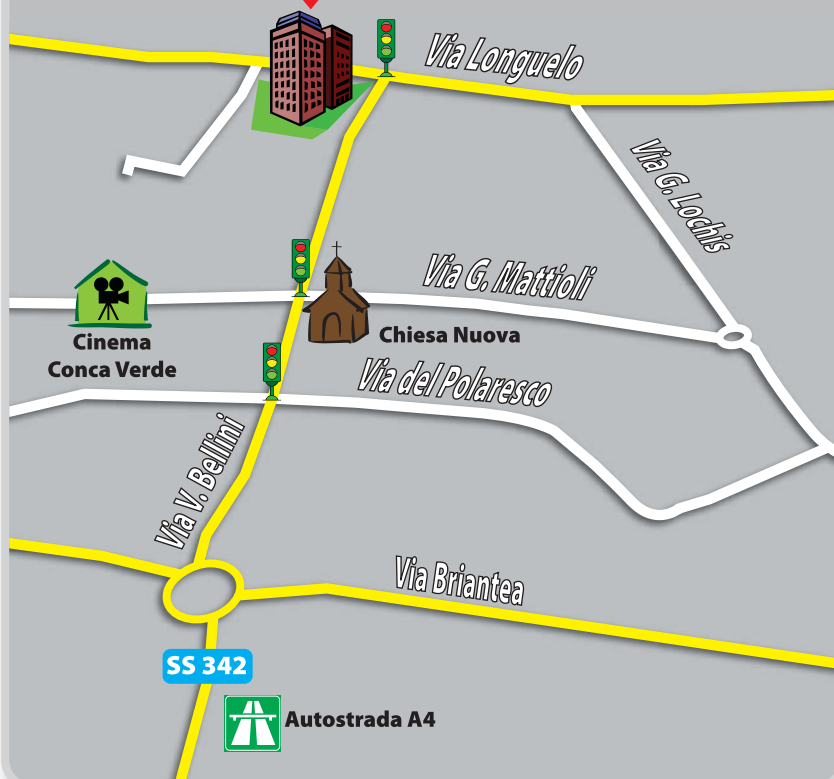 Via Longuelo
Via G. Lochis
Via G. Mattioli
Chiesa Nuova
Cinema
Conca Verde
Via del Polaresco
Via V. Bellini
Via Briantea
SS 342
Autostrada A4